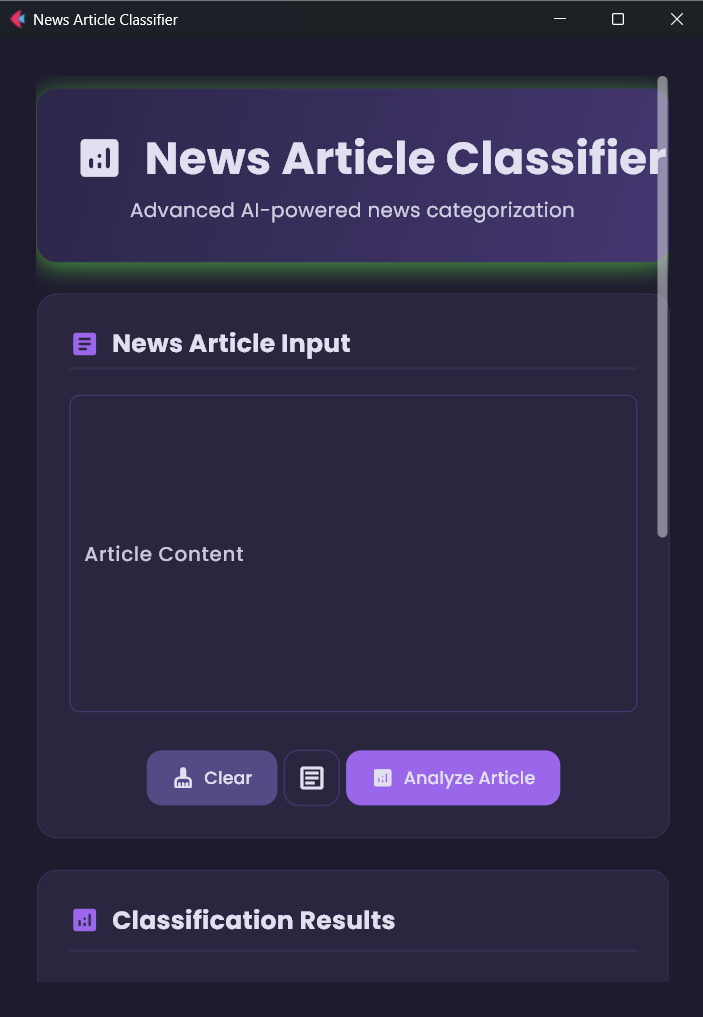 News Article Classifier
News Article Classifier
Advanced AI-powered news categorization
News Article Input
Article Content
Clear
Analyze Article
Classification Results